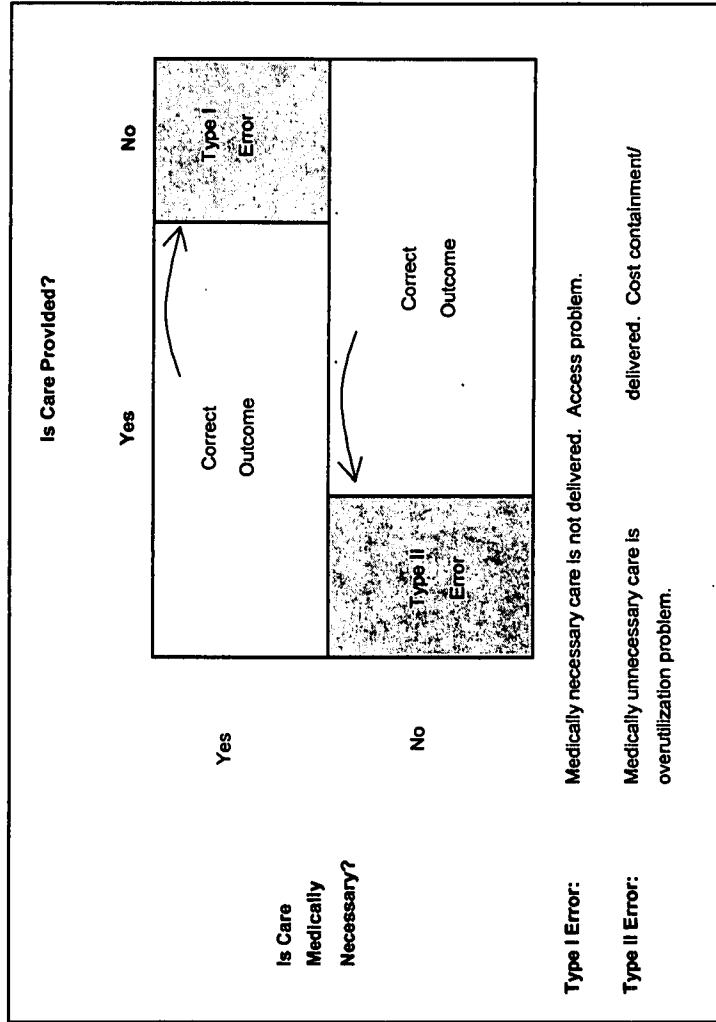 Is Care Provided?
Yes No
Is Care
Medically
Necessary?
Yes
Correct
Outcome
Type I
Error
No
Type II
Error
Correct
Outcome
Type I Error: Medically necessary care is not delivered. Access problem.
Type II Error: Medically unnecessary care is delivered. Cost containment/
overutilization problem.